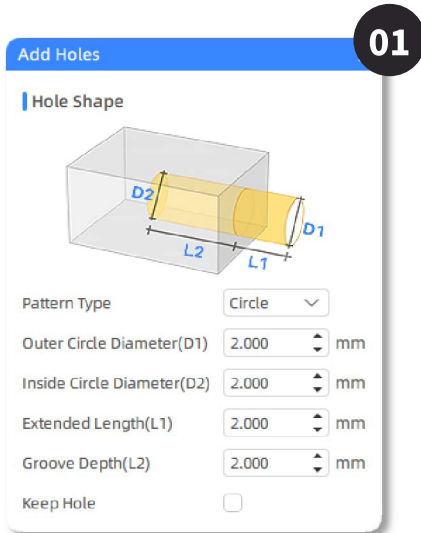 01
Add Holes
Hole Shape
D2
D1
L2
L1
Pattern Type Circle
Outer Circle Diameter(D1) 2.000 mm
Inside Circle Diameter(D2) 2.000 mm
Extended Length(L1) 2.000 mm
Groove Depth(L2) 2.000 mm
Keep Hole